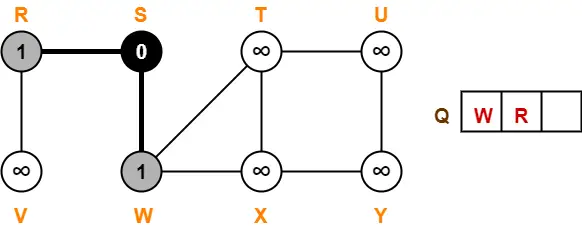 R S T U
1 0 ∞ ∞
Q W R
∞ 1 ∞ ∞
V W X Y